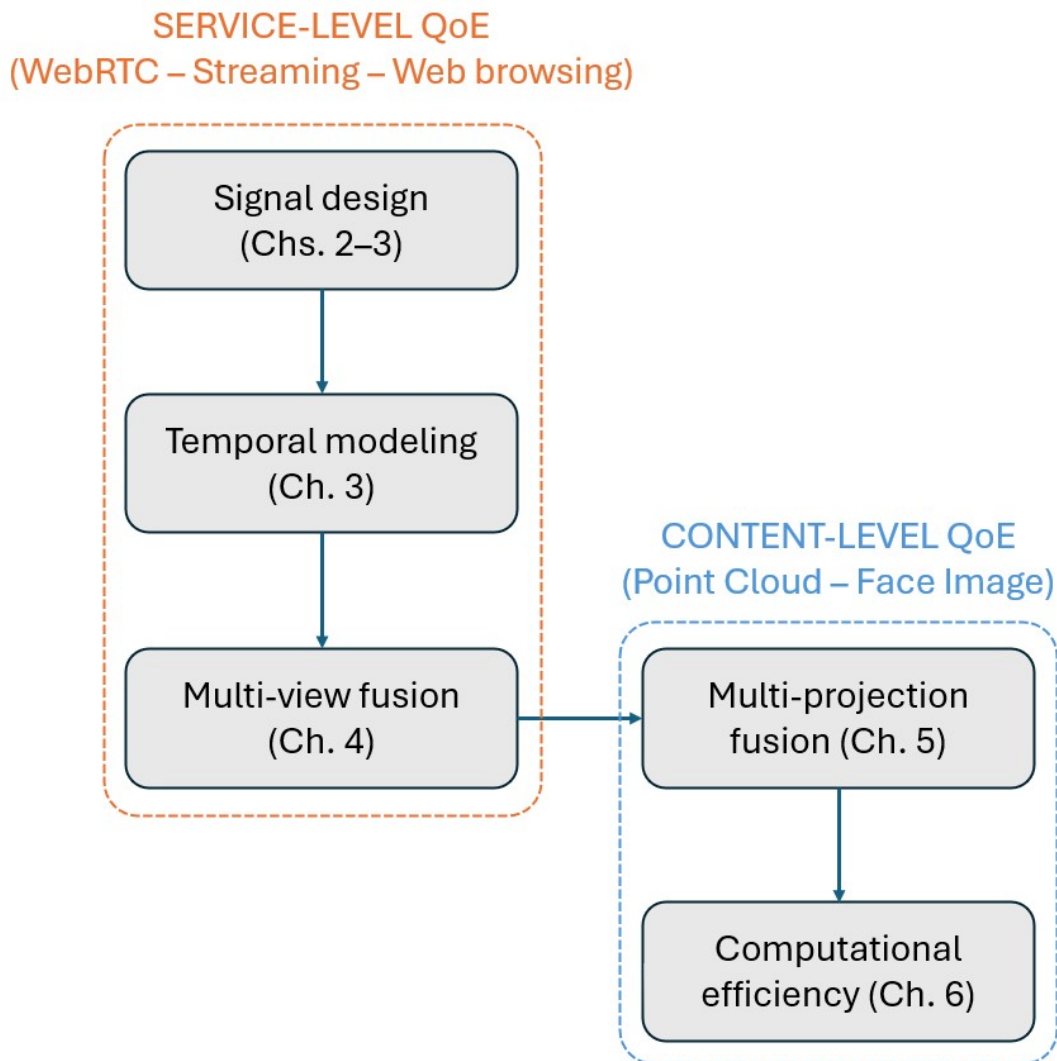 SERVICE-LEVEL QoE
(WebRTC – Streaming – Web browsing)
Signal design
(Chs. 2–3)
Temporal modeling
(Ch. 3)
Multi-view fusion
(Ch. 4)
CONTENT-LEVEL QoE
(Point Cloud – Face Image)
Multi-projection
fusion (Ch. 5)
Computational
efficiency (Ch. 6)